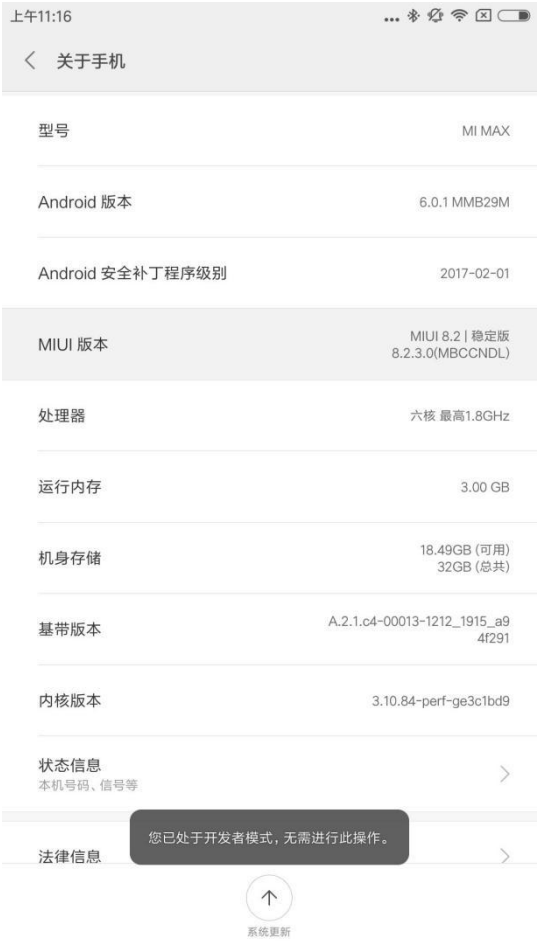 上午11:16
...
关于手机
型号
MI MAX
Android 版本
6.0.1 MMB29M
Android 安全补丁程序级别
2017-02-01
MIUI 版本
MIUI 8.2 | 稳定版
8.2.3.0(MBCCNDL)
处理器
六核 最高1.8GHz
运行内存
3.00 GB
机身存储
18.49GB (可用)
32GB (总共)
基带版本
A.2.1.c4-00013-1212_1915_a9
4f291
内核版本
3.10.84-perf-ge3c1bd9
状态信息
本机号码、信号等
您已处于开发者模式，无需进行此操作。
法律信息
系统更新